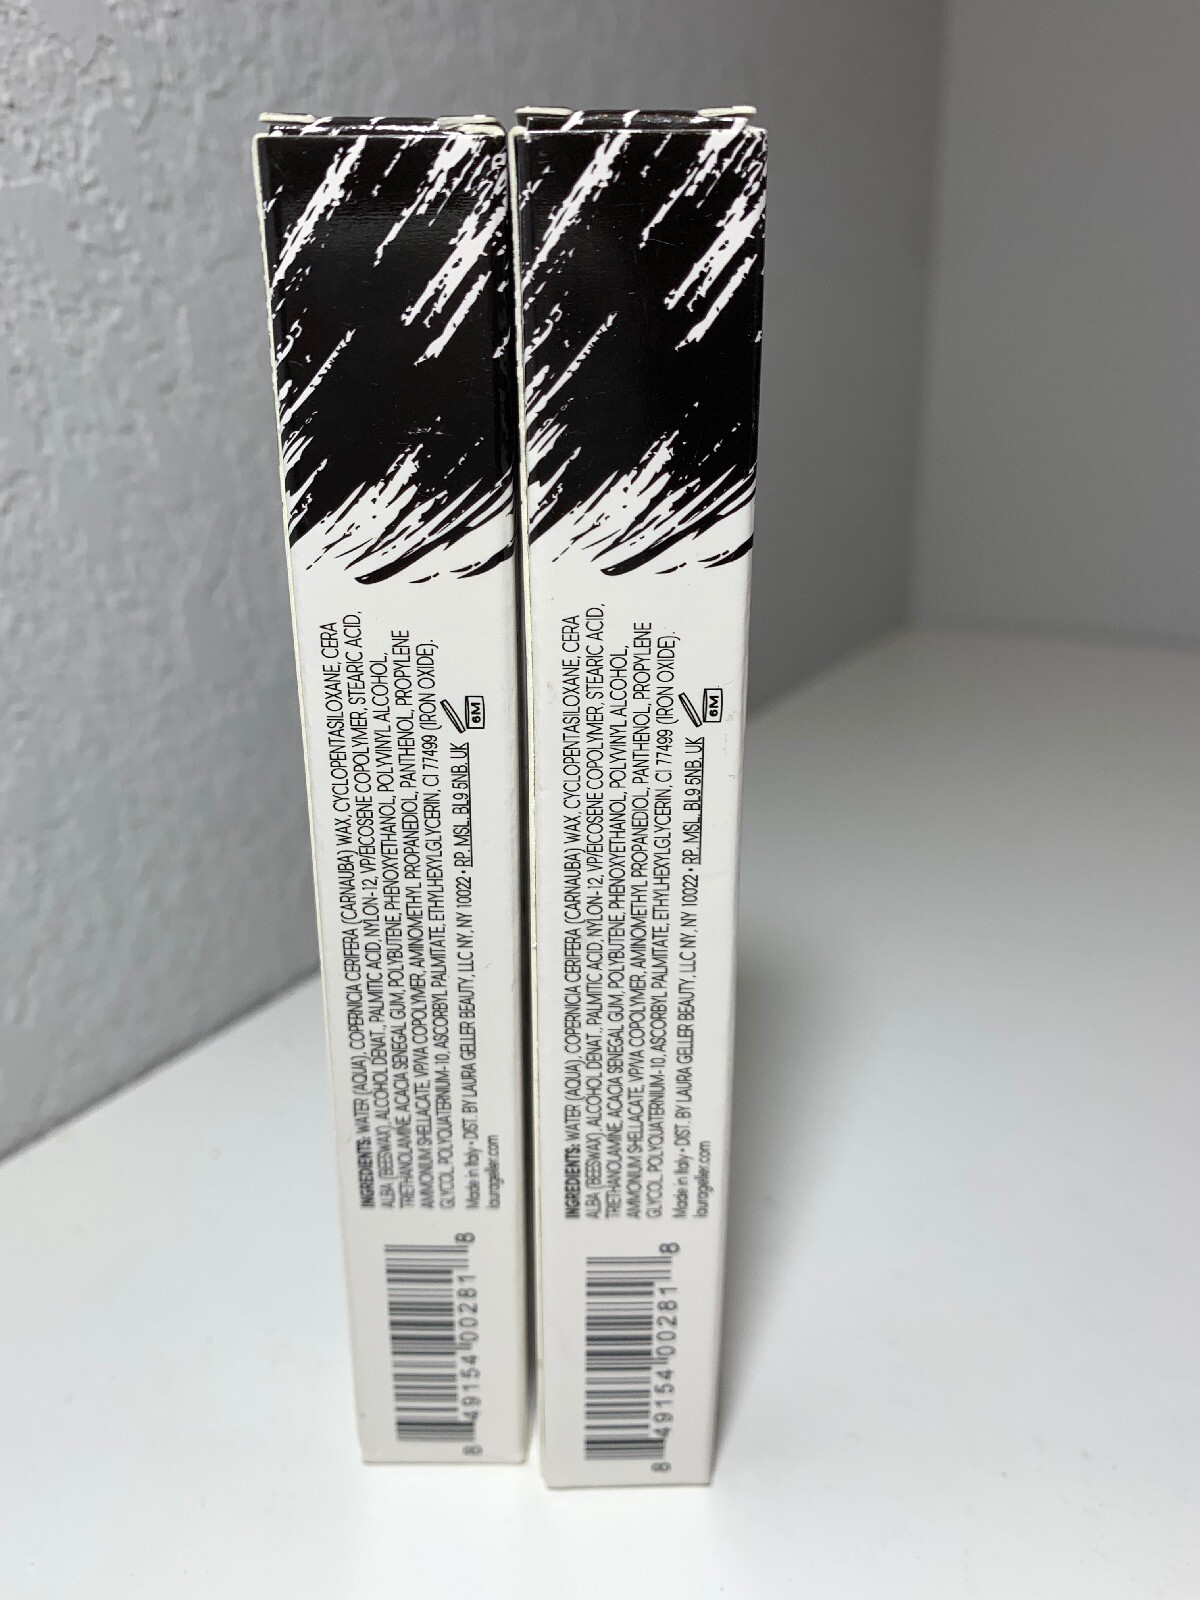 INGREDIENTS: WATER (AQUA), COPERNICIA CERIFERA (CARNAUBA) WAX, CYCLOPENTASILOXANE, CERA
ALBA (BEESWAX), ALCOHOL DENAT., PALMITIC ACID, NYLON-12, VP/EICOSENE COPOLYMER, STEARIC ACID,
TRIETHANOLAMINE, ACACIA SENEGAL GUM, POLYBUTENE, PHENOXYETHANOL, POLYVINYL ALCOHOL,
AMMONIUM SHELLACATE, VP/VA COPOLYMER, AMINOMETHYL PROPANEDIOL, PANTHENOL, PROPYLENE
GLYCOL, POLYQUATERNIUM-10, ASCORBYL PALMITATE, ETHYLHEXYLGLYCERIN, CI 77499 (IRON OXIDE).
Made in Italy • DIST. BY LAURA GELLER BEAUTY, LLC NY, NY 10022 • RP. MSL. BL9 5NB. UK
laurageller.com
6M
8 49154 00281 8
INGREDIENTS: WATER (AQUA), COPERNICIA CERIFERA (CARNAUBA) WAX, CYCLOPENTASILOXANE, CERA
ALBA (BEESWAX), ALCOHOL DENAT., PALMITIC ACID, NYLON-12, VP/EICOSENE COPOLYMER, STEARIC ACID,
TRIETHANOLAMINE, ACACIA SENEGAL GUM, POLYBUTENE, PHENOXYETHANOL, POLYVINYL ALCOHOL,
AMMONIUM SHELLACATE, VP/VA COPOLYMER, AMINOMETHYL PROPANEDIOL, PANTHENOL, PROPYLENE
GLYCOL, POLYQUATERNIUM-10, ASCORBYL PALMITATE, ETHYLHEXYLGLYCERIN, CI 77499 (IRON OXIDE).
Made in Italy • DIST. BY LAURA GELLER BEAUTY, LLC NY, NY 10022 • RP. MSL. BL9 5NB. UK
laurageller.com
6M
8 49154 00281 8